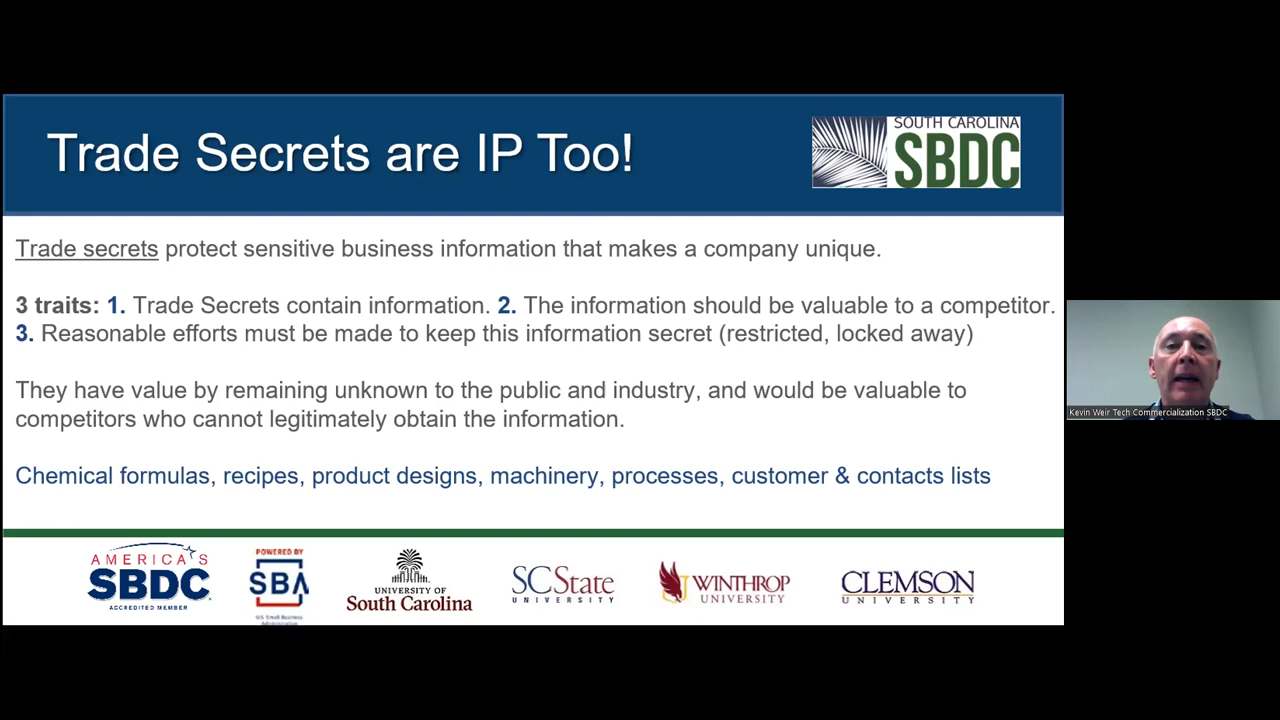 Trade Secrets are IP Too!
SOUTH CAROLINA
SBDC
Trade secrets protect sensitive business information that makes a company unique.
3 traits: 1. Trade Secrets contain information. 2. The information should be valuable to a competitor.
3. Reasonable efforts must be made to keep this information secret (restricted, locked away)
They have value by remaining unknown to the public and industry, and would be valuable to
competitors who cannot legitimately obtain the information.
Chemical formulas, recipes, product designs, machinery, processes, customer & contacts lists
Kevin Weir Tech Commercialization SBDC
AMERICA'S
SBDC
ACCREDITED MEMBER
POWERED BY
SBA
U.S. Small Business
Administration
UNIVERSITY OF
South Carolina
SC State
UNIVERSITY
WINTHROP
UNIVERSITY
CLEMSON
UNIVERSITY